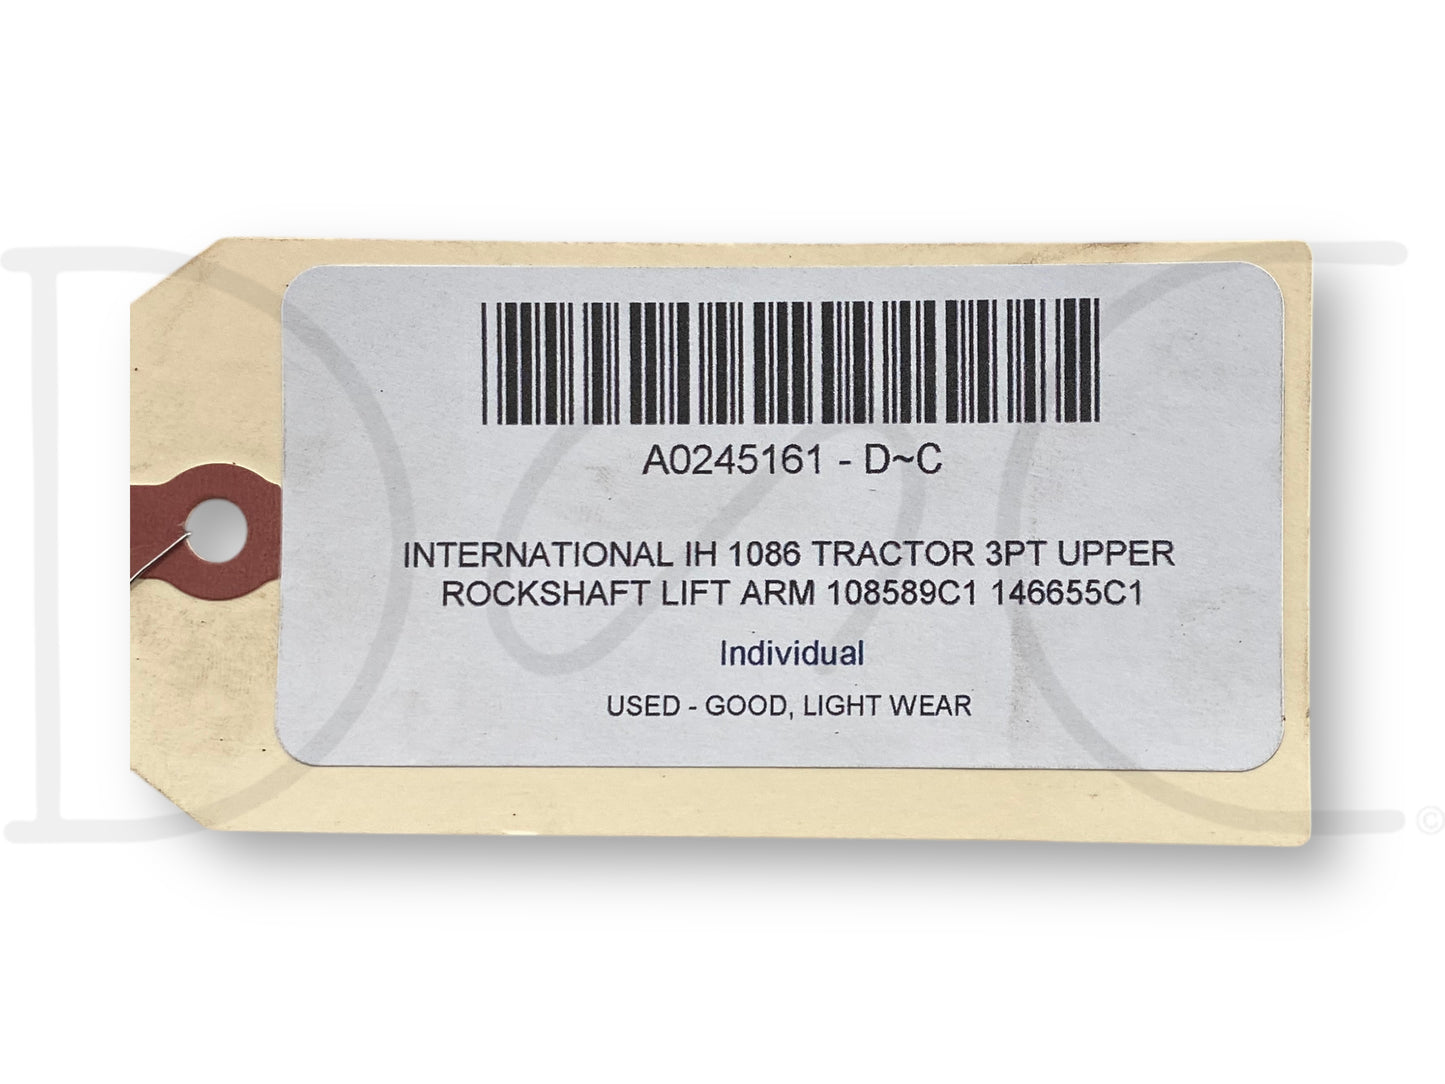 A0245161 - D~C
INTERNATIONAL IH 1086 TRACTOR 3PT UPPER
ROCKSHAFT LIFT ARM 108589C1 146655C1
Individual
USED - GOOD, LIGHT WEAR
©